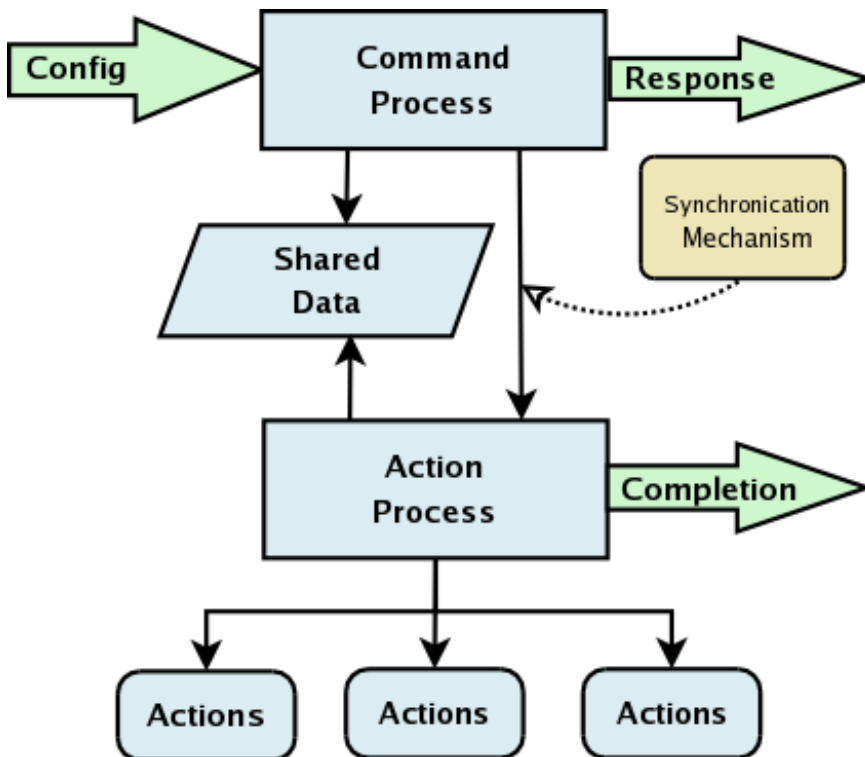 Config
Command
Process
Response
Synchronication
Mechanism
Shared
Data
Action
Process
Completion
Actions
Actions
Actions